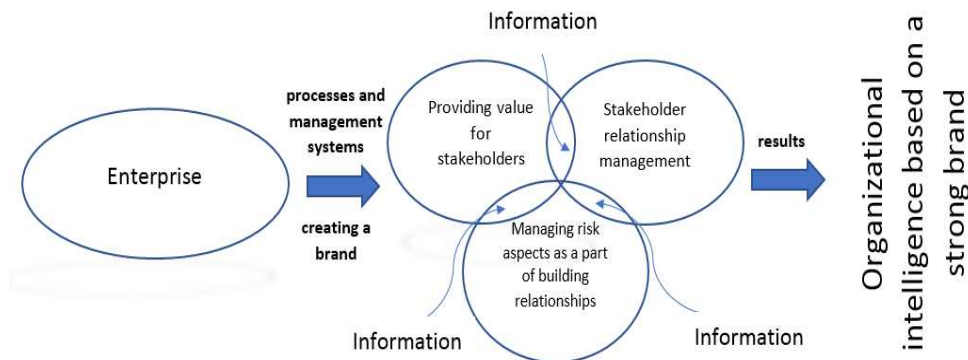 Information
processes and
management
systems
Enterprise
creating a
brand
Providing value
for
stakeholders
Stakeholder
relationship
management
Managing risk
aspects as a part
of building
relationships
Information
Information
results
Organizational
intelligence based on a
strong brand